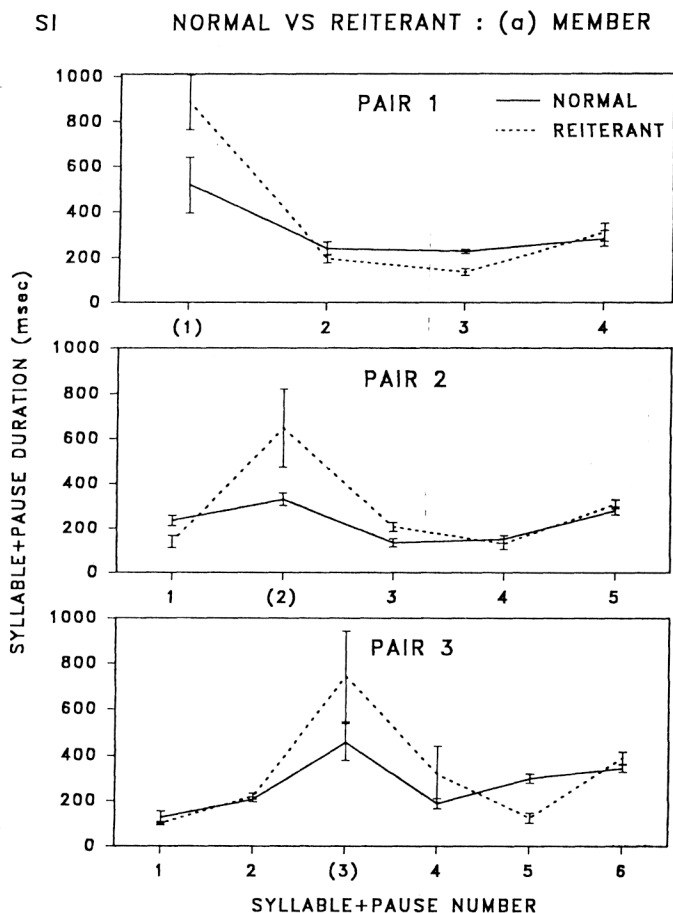 SI NORMAL VS REITERANT : (a) MEMBER
PAIR 1
NORMAL
REITERANT
1000
800
600
400
200
0
(1) 2 3 4
PAIR 2
1000
800
600
400
200
0
1 (2) 3 4 5
PAIR 3
1000
800
600
400
200
0
1 2 (3) 4 5 6
SYLLABLE+PAUSE DURATION (msec)
SYLLABLE+PAUSE NUMBER